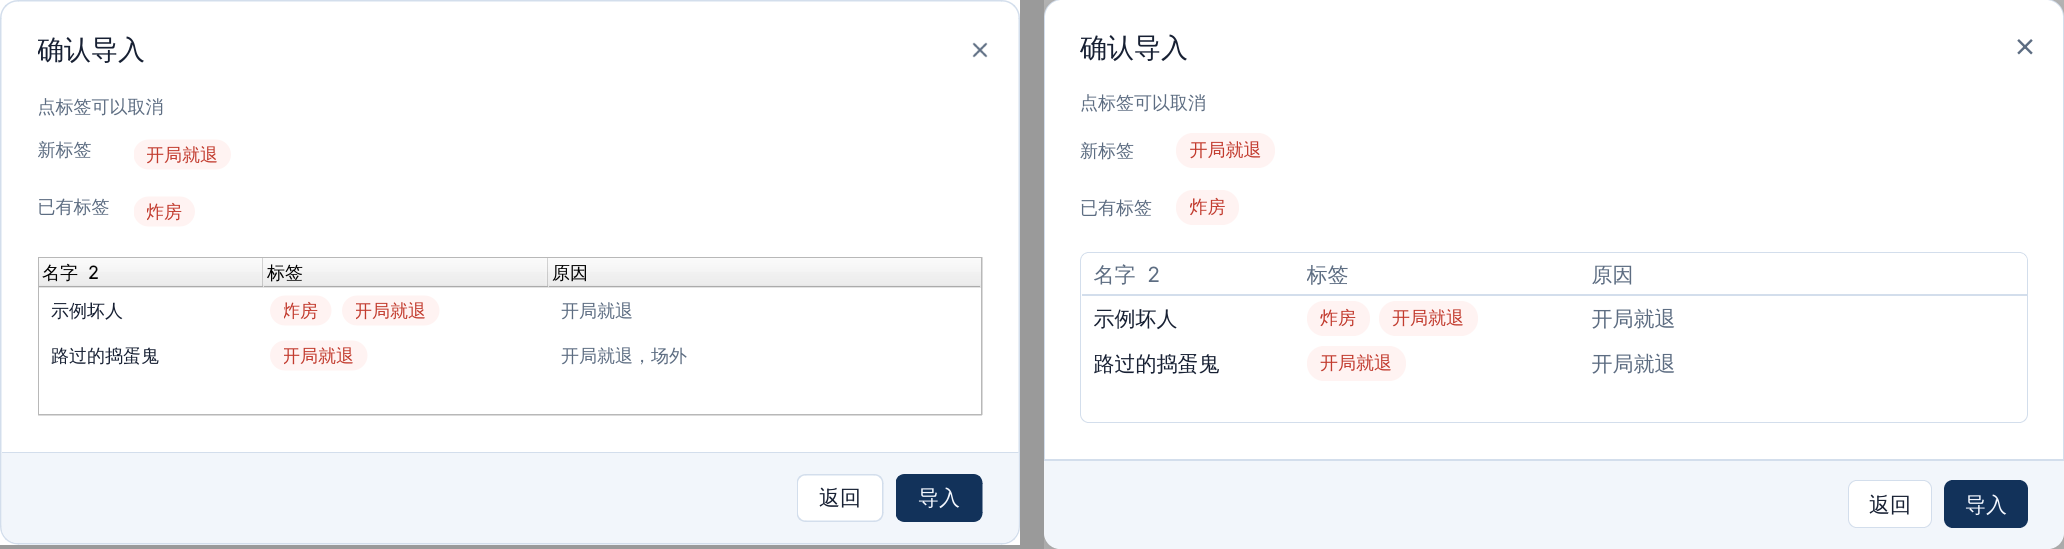 确认导入 ×
点标签可以取消
新标签 开局就退
已有标签 炸房
名字 2 标签 原因
示例坏人 炸房 开局就退 开局就退
路过的捣蛋鬼 开局就退 开局就退，场外
返回 导入
确认导入 ×
点标签可以取消
新标签 开局就退
已有标签 炸房
名字 2 标签 原因
示例坏人 炸房 开局就退 开局就退
路过的捣蛋鬼 开局就退 开局就退
返回 导入